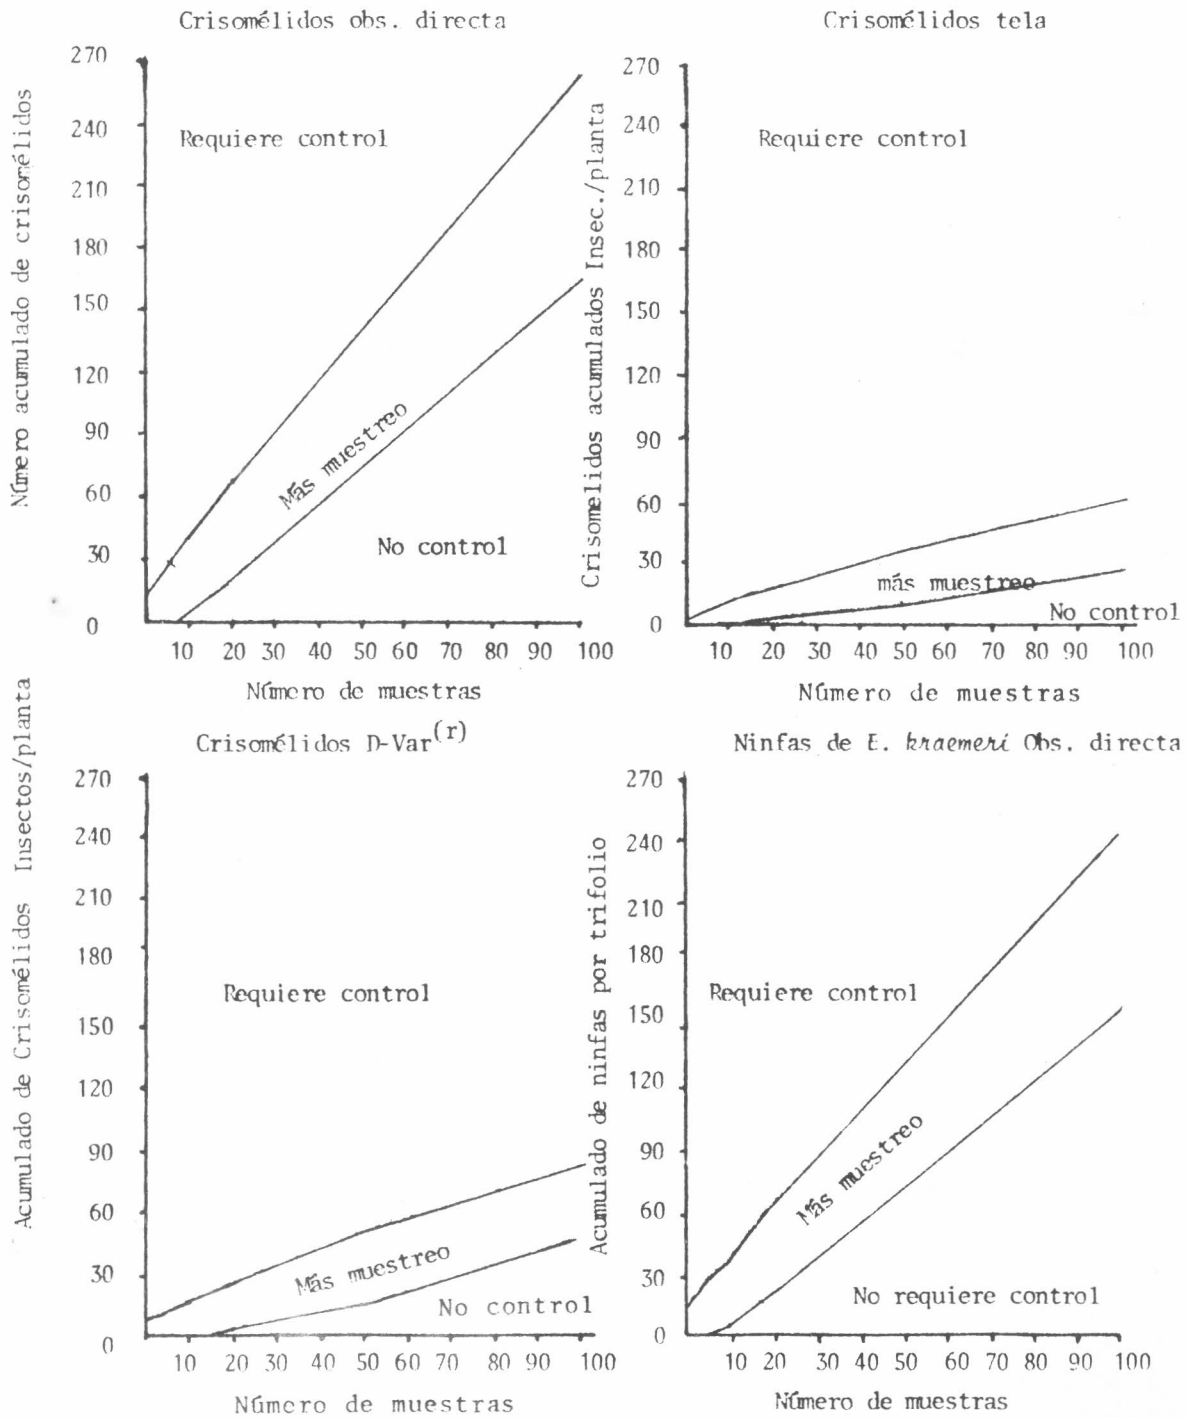 Crisomélidos obs. directa
Número acumulado de crisomélidos
270
240
210
180
150
120
90
60
30
0
Requiere control
Más muestreo
No control
10 20 30 40 50 60 70 80 90 100
Número de muestras
Crisomélidos tela
Crisomelidos acumulados Insec./planta
270
240
210
180
150
120
90
60
30
0
Requiere control
más muestreo
No control
10 20 30 40 50 60 70 80 90 100
Número de muestras
Crisomélidos D-Var(r)
Acumulado de Crisomélidos Insectos/planta
270
240
210
180
150
120
90
60
30
0
Requiere control
Más muestreo
No control
10 20 30 40 50 60 70 80 90 100
Número de muestras
Ninfas de E. kraemeri Obs. directa
Acumulado de ninfas por trifolio
270
240
210
180
150
120
90
60
30
0
Requiere control
Más muestreo
No requiere control
10 20 30 40 50 60 70 80 90 100
Número de muestras